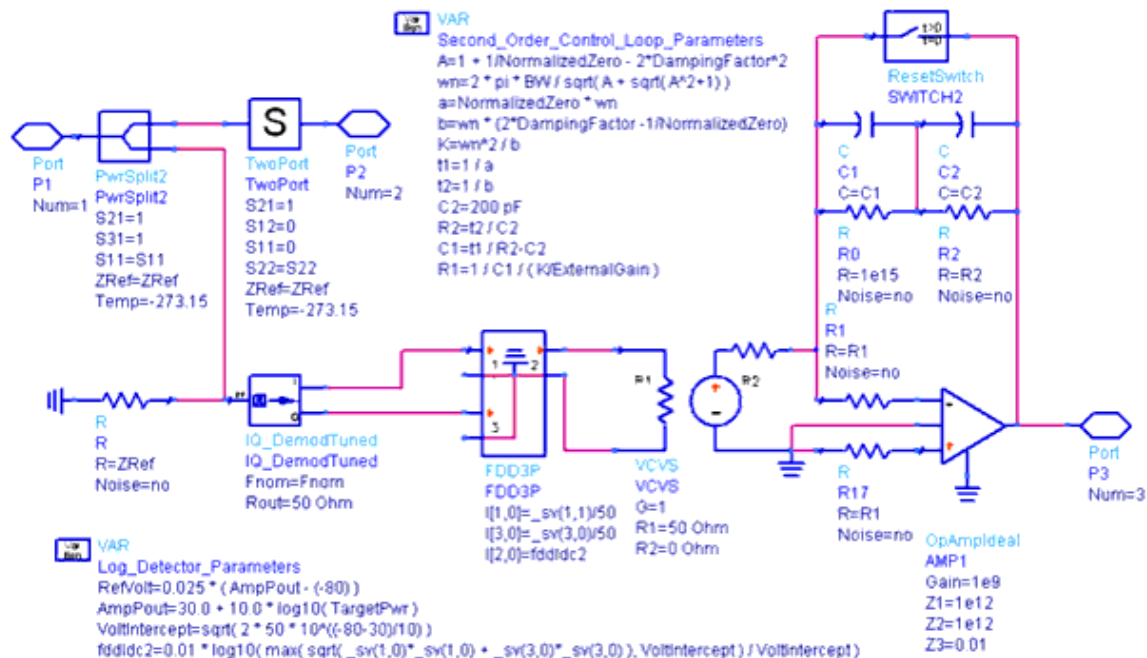 VAR
Second_Order_Control_Loop_Parameters
A=1 + 1/NormalizedZero - 2*DampingFactor^2
wn=2 * pi * BW / sqrt( A + sqrt( A^2+1) )
a=NormalizedZero * wn
b=wn * (2*DampingFactor -1/NormalizedZero)
K=wn^2 / b
t1=1 / a
t2=1 / b
C2=200 pF
R2=t2 / C2
C1=t1 / R2-C2
R1=1 / C1 / ( K/ExternalGain )
Port
P1
Num=1
PwrSplit2
PwrSplit2
S21=1
S31=1
S11=S11
ZRef=ZRef
Temp=-273.15
S
TwoPort
TwoPort
S21=1
S12=0
S11=0
S22=S22
ZRef=ZRef
Temp=-273.15
Port
P2
Num=2
t>0
t=0
ResetSwitch
SWITCH2
C
C1
C=C1
C
C2
C=C2
R
R0
R=1e15
Noise=no
R
R2
R=R2
Noise=no
R
R1
R=R1
Noise=no
R
R
R=ZRef
Noise=no
IQ_DemodTuned
IQ_DemodTuned
Fnom=Fnom
Rout=50 Ohm
1
2
3
FDD3P
FDD3P
I[1,0]=_sv(1,1)/50
I[3,0]=_sv(3,0)/50
I[2,0]=fddIdc2
R1
R2
VCVS
VCVS
G=1
R1=50 Ohm
R2=0 Ohm
R
R17
R=R1
Noise=no
OpAmpIdeal
AMP1
Gain=1e9
Z1=1e12
Z2=1e12
Z3=0.01
Port
P3
Num=3
VAR
Log_Detector_Parameters
RefVolt=0.025 * ( AmpPout - (-80) )
AmpPout=30.0 + 10.0 * log10( TargetPwr )
VoltIntercept=sqrt( 2 * 50 * 10^((-80-30)/10) )
fddIdc2=0.01 * log10( max( sqrt( _sv(1,0)*_sv(1,0) + _sv(3,0)*_sv(3,0) ), VoltIntercept ) / VoltIntercept )